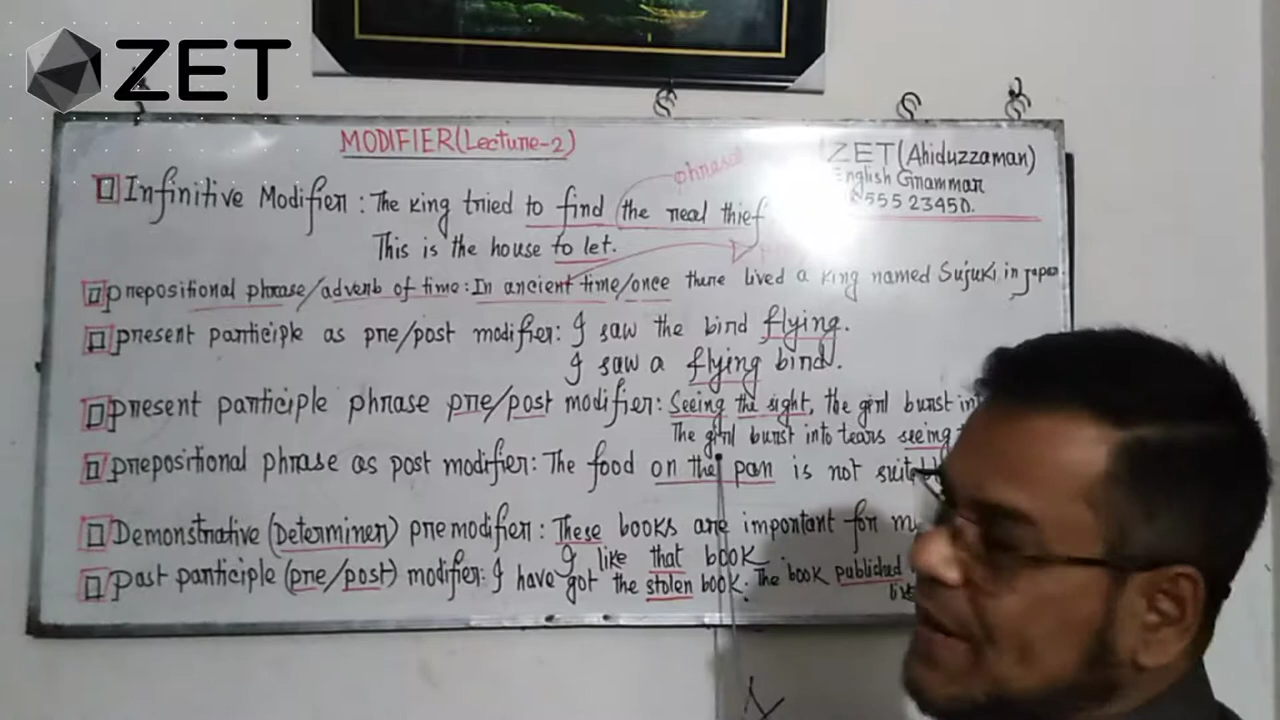 ZET
MODIFIER(Lecture-2)
phrasal
ZET(Ahiduzzaman)
English Grammar
Infinitive Modifier : The King tried to find the real thief
This is the house to let.
prepositional phrase/adverb of time: In ancient time/once there lived a king named Sujuki, in japan
present participle as pre/post modifier: I saw the bird flying.
I saw a flying bird.
present participle phrase pre/post modifier: Seeing the sight, the girl burst
The girl burst into tears seeing
prepositional phrase as post modifier: The food on the pan is not
Demonstrative (Determiner) premodifier : These books are important for
I like that book
past participle (pre/post) modifier: I have got the stolen book. The book published